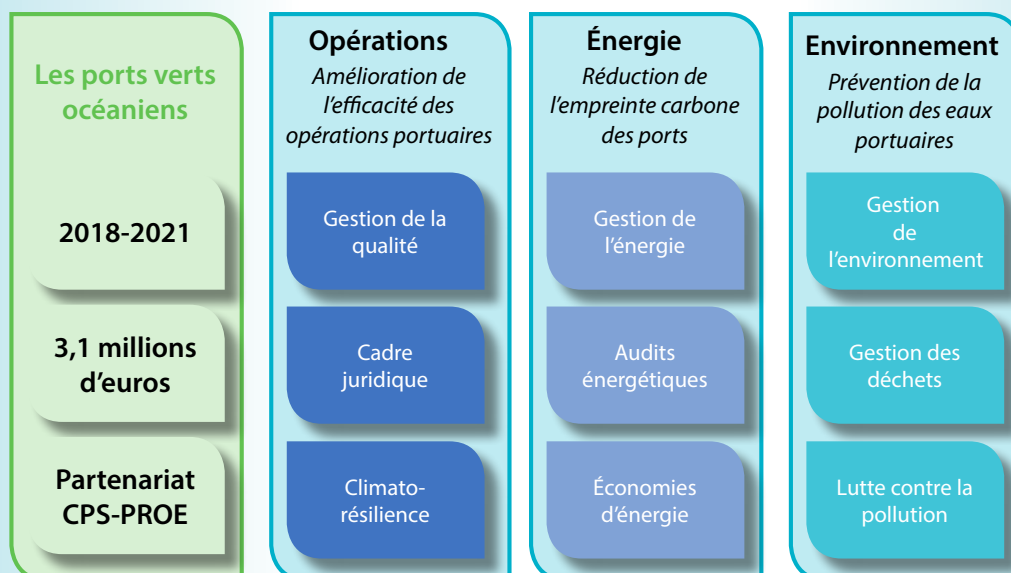 Les ports verts
océaniens
2018-2021
3,1 millions
d'euros
Partenariat
CPS-PROE
Opérations
Amélioration de
l'efficacité des
opérations portuaires
Gestion de la
qualité
Cadre
juridique
Climato-
résilience
Énergie
Réduction de
l'empreinte carbone
des ports
Gestion de
l'énergie
Audits
énergétiques
Économies
d'énergie
Environnement
Prévention de la
pollution des eaux
portuaires
Gestion
de
l'environnement
Gestion des
déchets
Lutte contre la
pollution